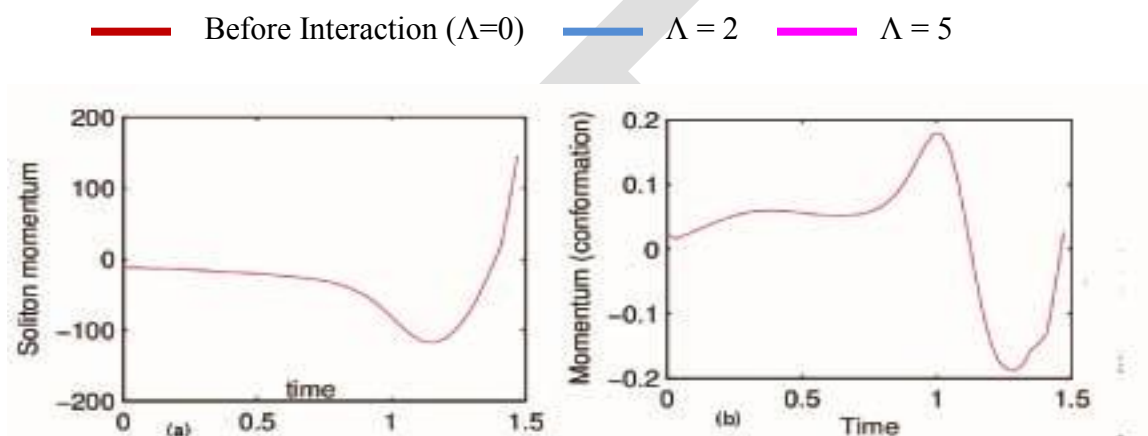 Before Interaction (Λ=0) Λ = 2 Λ = 5
Soliton momentum
200
100
0
−100
−200
0
0.5
1
1.5
time
(a)
Momentum (conformation)
0.2
0.1
0
−0.1
−0.2
0
0.5
1
1.5
(b)
Time